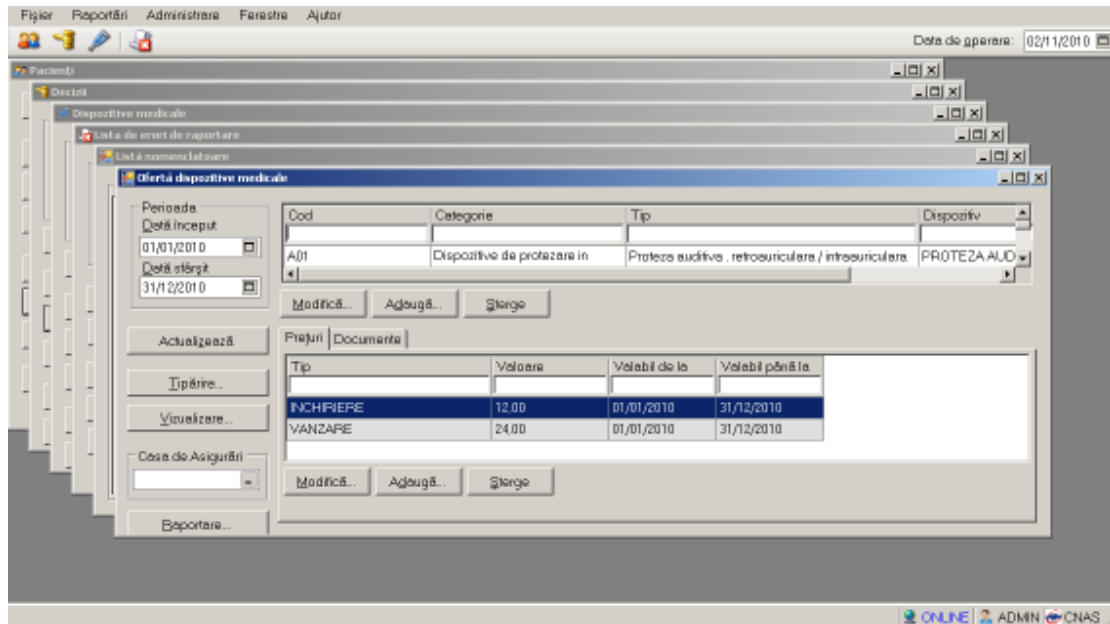 Fişier Raportări Administrare Ferestre Ajutor
Data de operare: 02/11/2010
Pacienţi
Decizii
Dispozitive medicale
Lista de erori de raportare
Listă nomenclatoare
Ofertă dispozitive medicale
Perioada
Dată început
01/01/2010
Dată sfârşit
31/12/2010
Actualizează
Tipărire...
Vizualizare...
Casa de Asigurări
Raportare...
Cod Categorie Tip Dispozitiv
A01 Dispozitive de protezare in Proteza auditiva . retroauriculara / intraauriculara PROTEZA AUD
Modifică... Adaugă... Şterge
Preţuri Documente
Tip Valoare Valabil de la Valabil până la
INCHIRIERE 12,00 01/01/2010 31/12/2010
VANZARE 24,00 01/01/2010 31/12/2010
Modifică... Adaugă... Şterge
ONLINE ADMIN CNAS